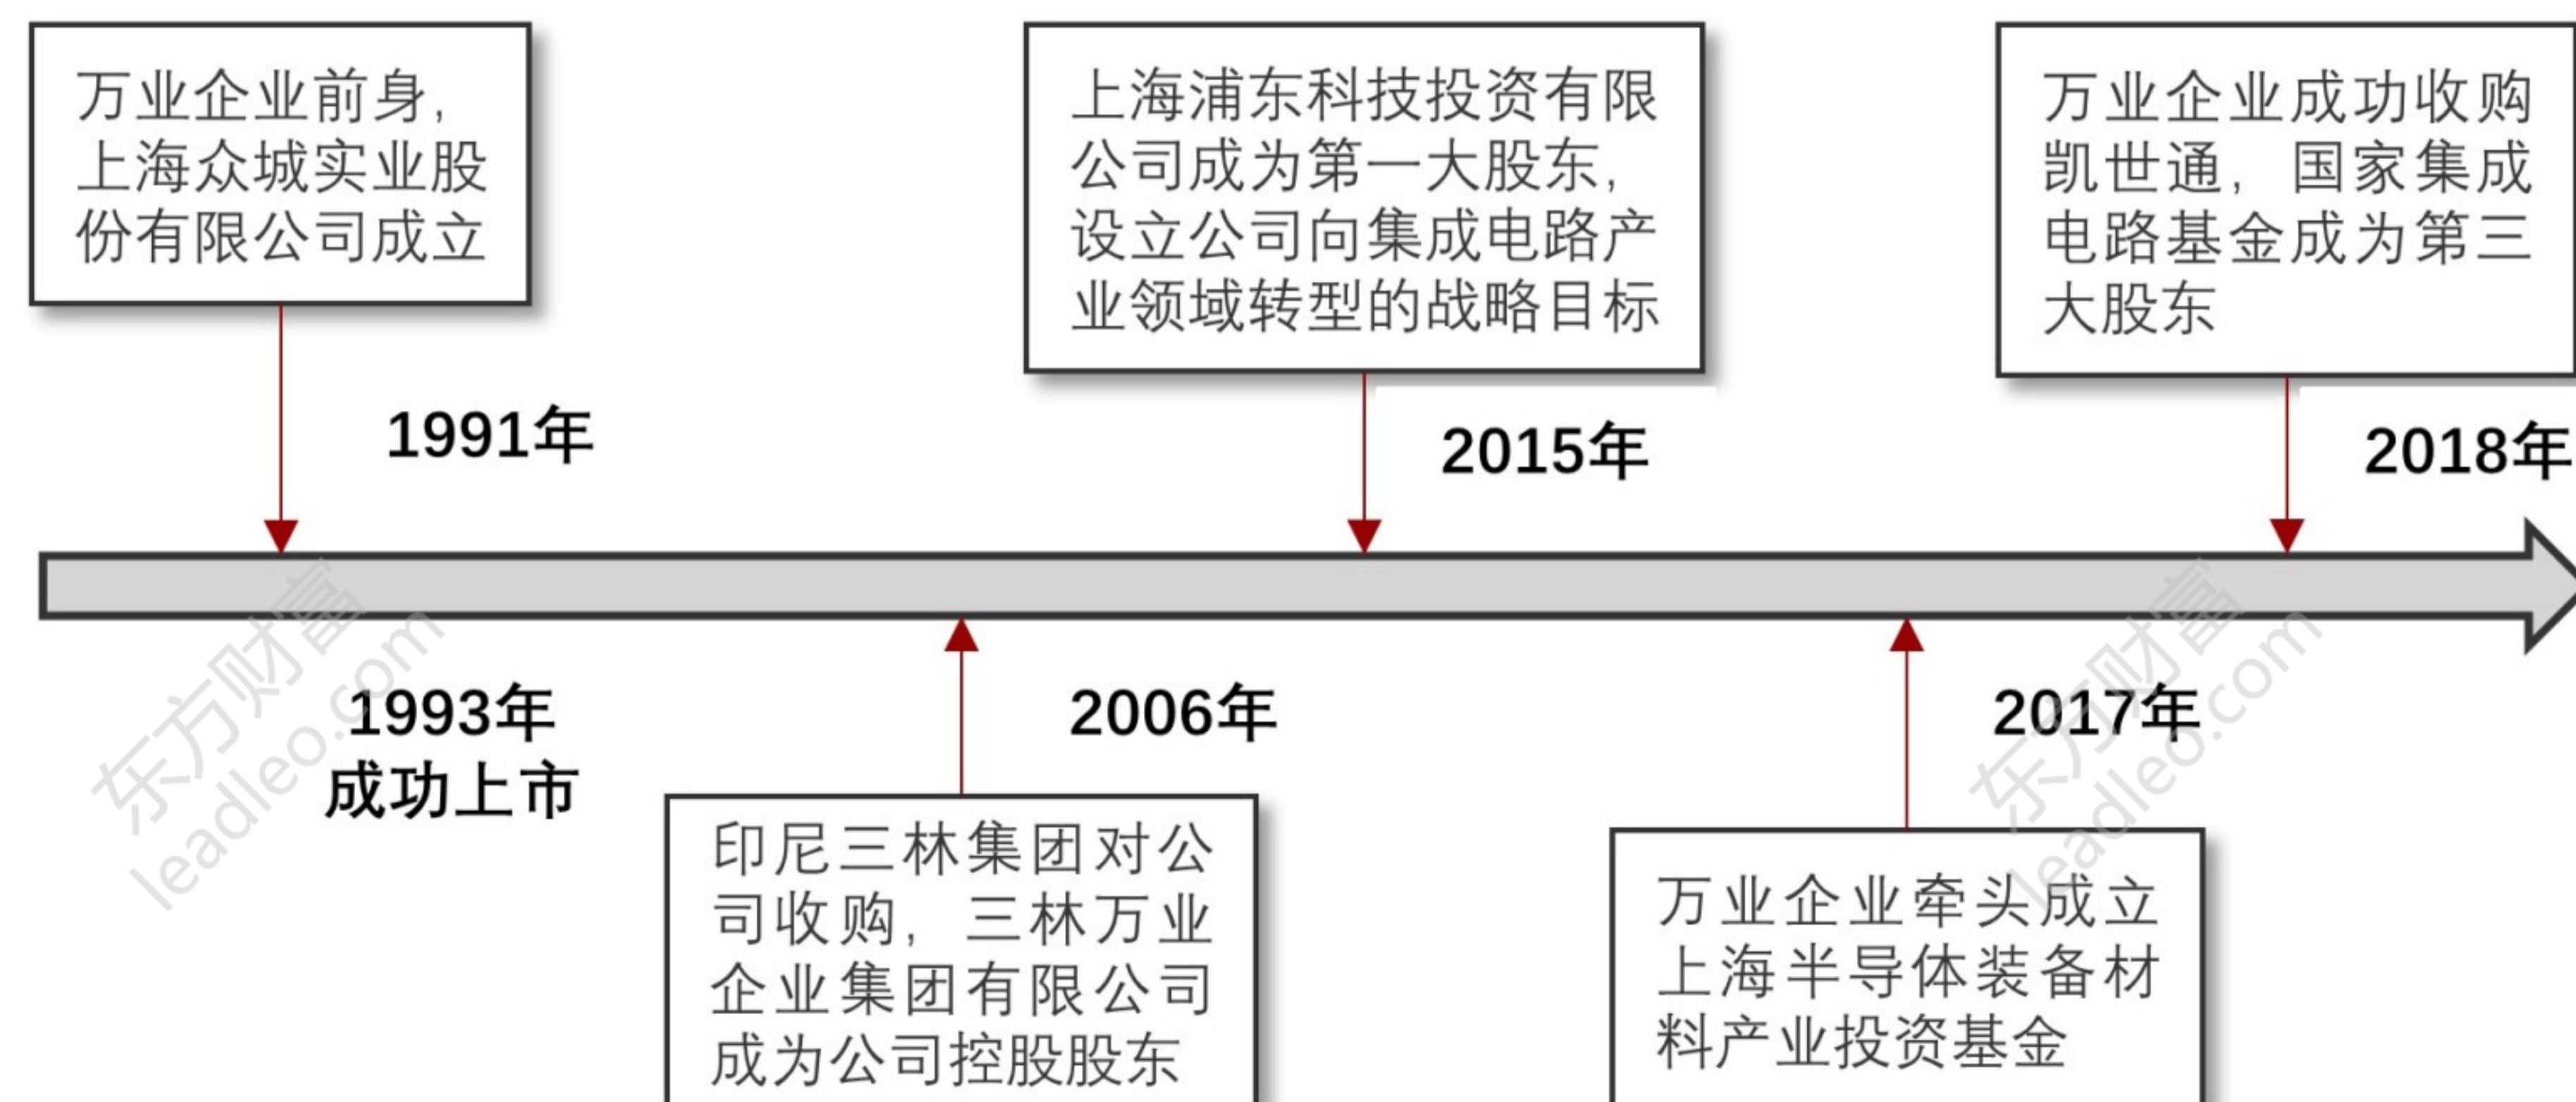 万业企业前身，
上海众城实业股
份有限公司成立
上海浦东科技投资有限
公司成为第一大股东，
设立公司向集成电路产
业领域转型的战略目标
万业企业成功收购
凯世通，国家集成
电路基金成为第三
大股东
1991年
2015年
2018年
1993年
成功上市
2006年
2017年
印尼三林集团对公
司收购，三林万业
企业集团有限公司
成为公司控股股东
万业企业牵头成立
上海半导体装备材
料产业投资基金
东方财富
leadleo.com
东方财富
leadleo.com